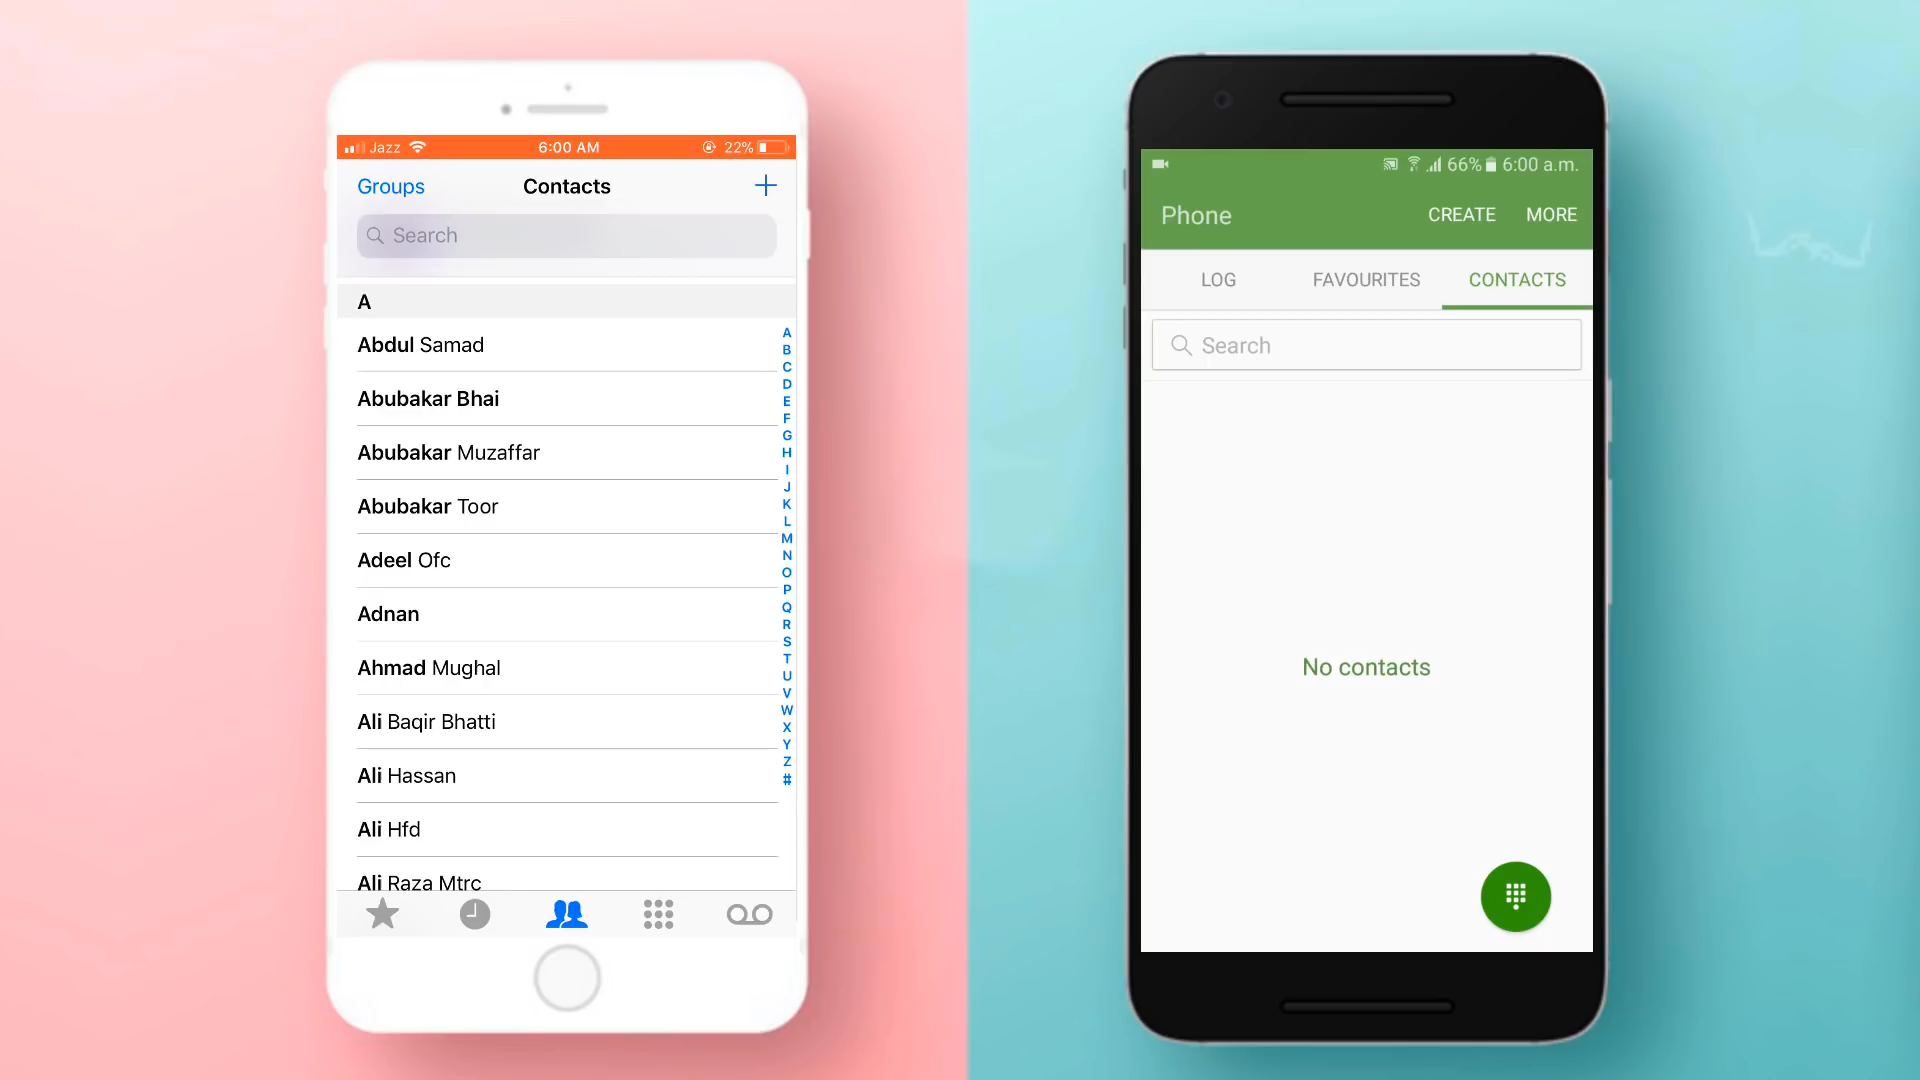 Jazz 6:00 AM 22%
Groups Contacts +
Search
A
Abdul Samad
Abubakar Bhai
Abubakar Muzaffar
Abubakar Toor
Adeel Ofc
Adnan
Ahmad Mughal
Ali Baqir Bhatti
Ali Hassan
Ali Hfd
Ali Raza Mtrc
A
B
C
D
E
F
G
H
I
J
K
L
M
N
O
P
Q
R
S
T
U
V
W
X
Y
Z
#
66% 6:00 a.m.
Phone CREATE MORE
LOG FAVOURITES CONTACTS
Search
No contacts